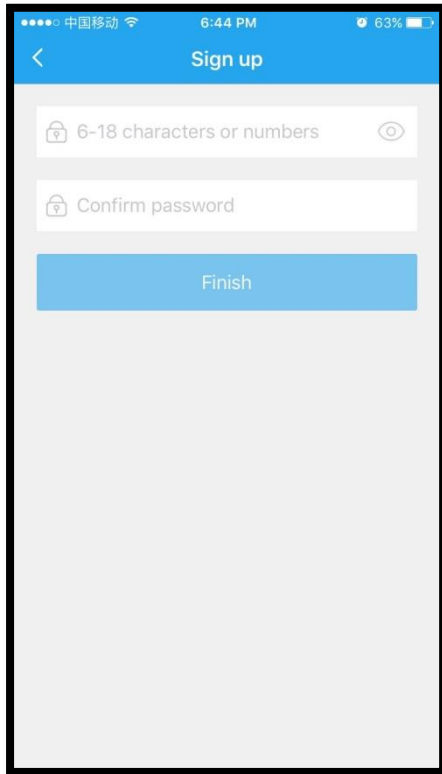 中国移动 6:44 PM 63%
Sign up
6-18 characters or numbers
Confirm password
Finish